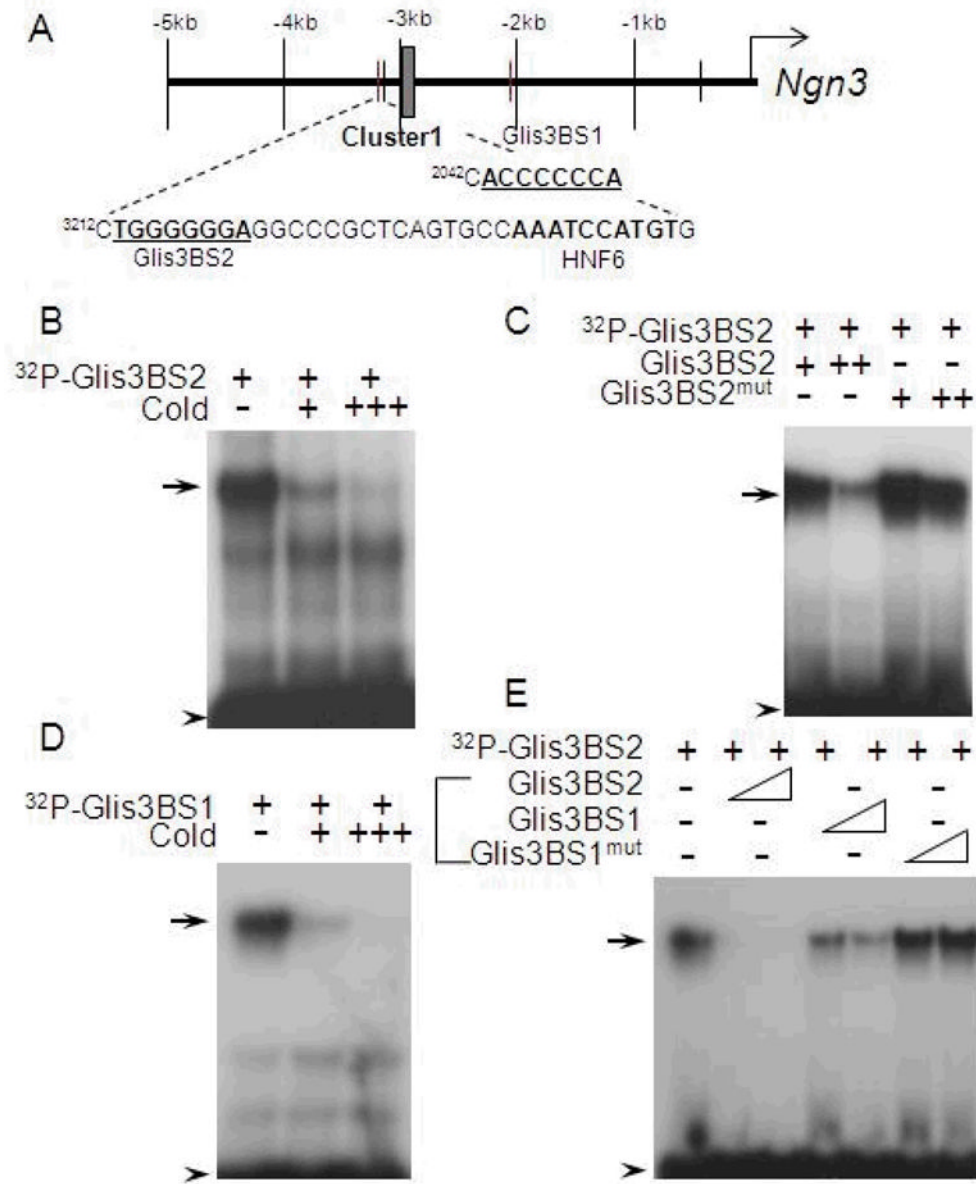 A
-5kb -4kb -3kb -2kb -1kb
Ngn3
Cluster1
Glis3BS1
²⁰⁴²CACCCCCCA
³²¹²CTGGGGGGAGGCCCGCTCAGTGCCAAATCCATGTG
Glis3BS2 HNF6
B
³²P-Glis3BS2 + + +
Cold - + +++
C
³²P-Glis3BS2 + + + +
Glis3BS2 + ++ - -
Glis3BS2ᵐᵘᵗ - - + ++
D
³²P-Glis3BS1 + + +
Cold - + +++
E
³²P-Glis3BS2 + + + + + + +
Glis3BS2 - - -
Glis3BS1 - - -
Glis3BS1ᵐᵘᵗ - - -